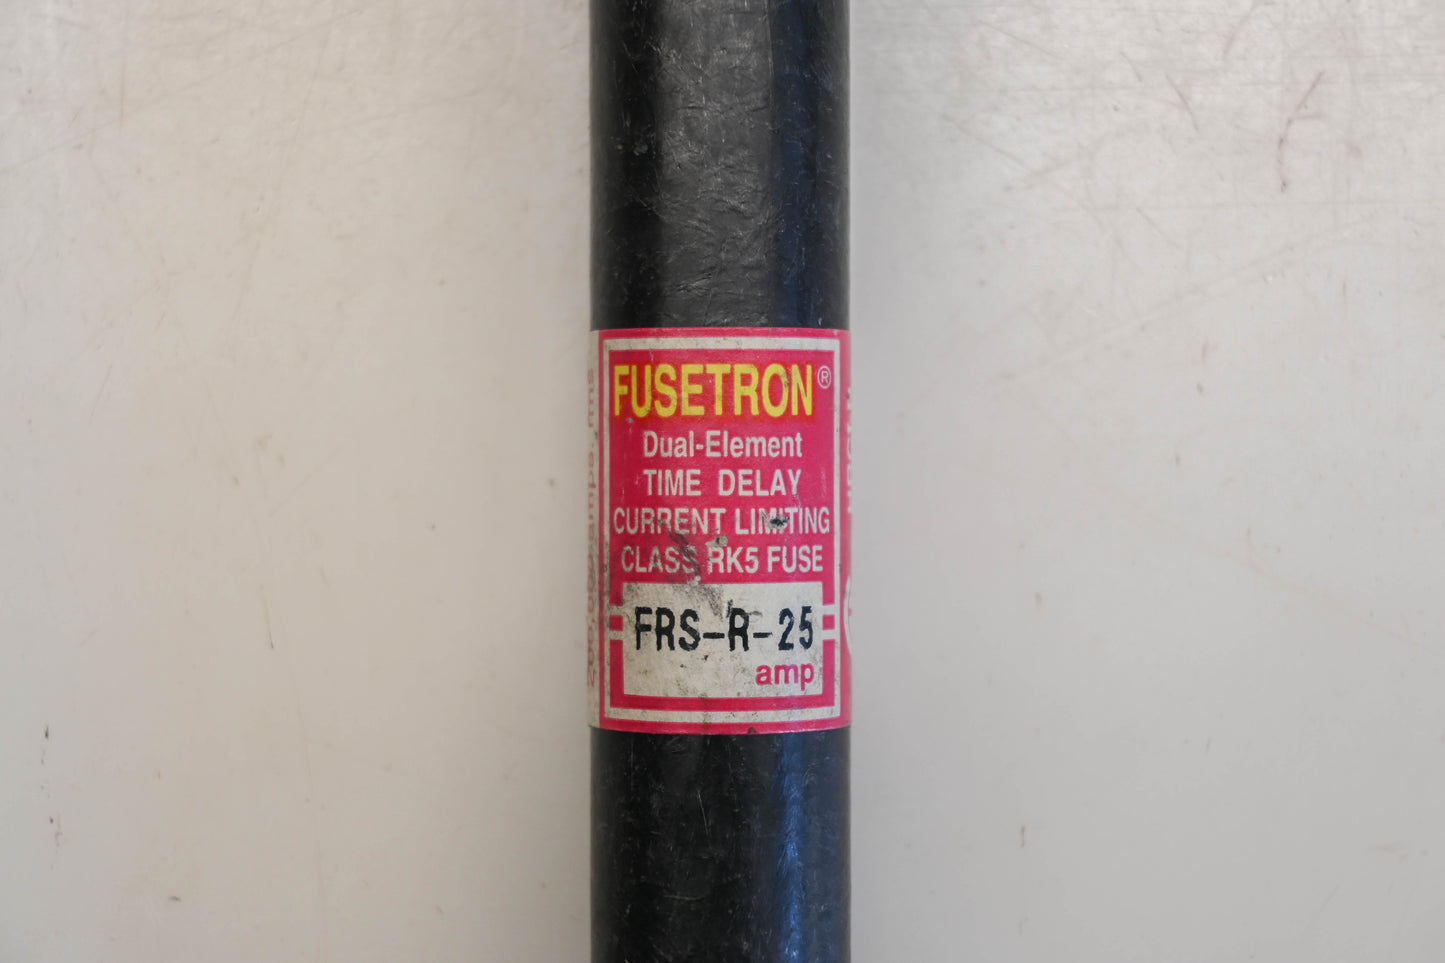 FUSETRON®
Dual-Element
TIME DELAY
CURRENT LIMITING
CLASS RK5 FUSE
FRS-R-25
amp